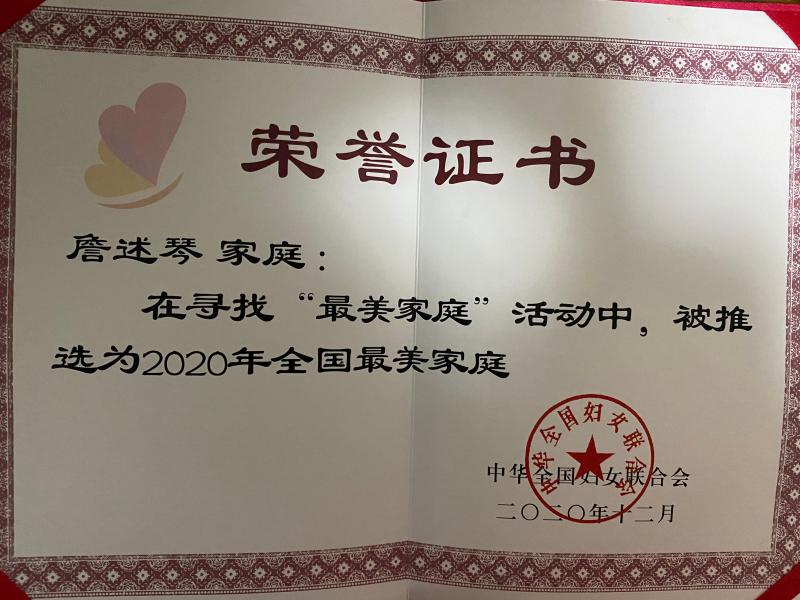 荣誉证书
詹述琴 家庭：
在寻找“最美家庭”活动中，被推
选为2020年全国最美家庭
中华全国妇女联合会
中华全国妇女联合会
二〇二〇年十二月